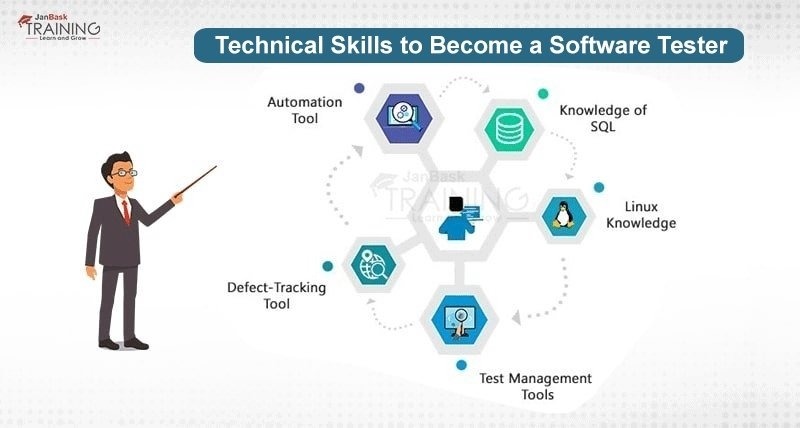 JanBask
TRAINING
Learn and Grow
Technical Skills to Become a Software Tester
Automation
Tool
Knowledge of
SQL
JanBask
TRAINING
Learn and Grow
Linux
Knowledge
Defect-Tracking
Tool
Test Management
Tools